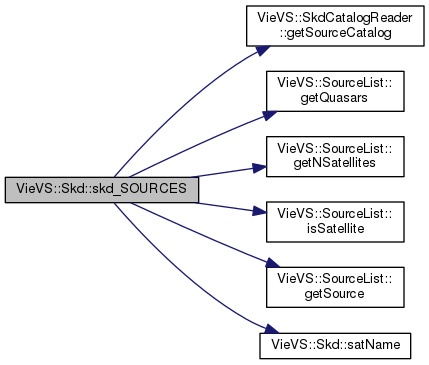 VieVS::SkdCatalogReader
::getSourceCatalog
VieVS::SourceList::
getQuasars
VieVS::SourceList::
getNSatellites
VieVS::Skd::skd_SOURCES
VieVS::SourceList::
isSatellite
VieVS::SourceList::
getSource
VieVS::Skd::satName